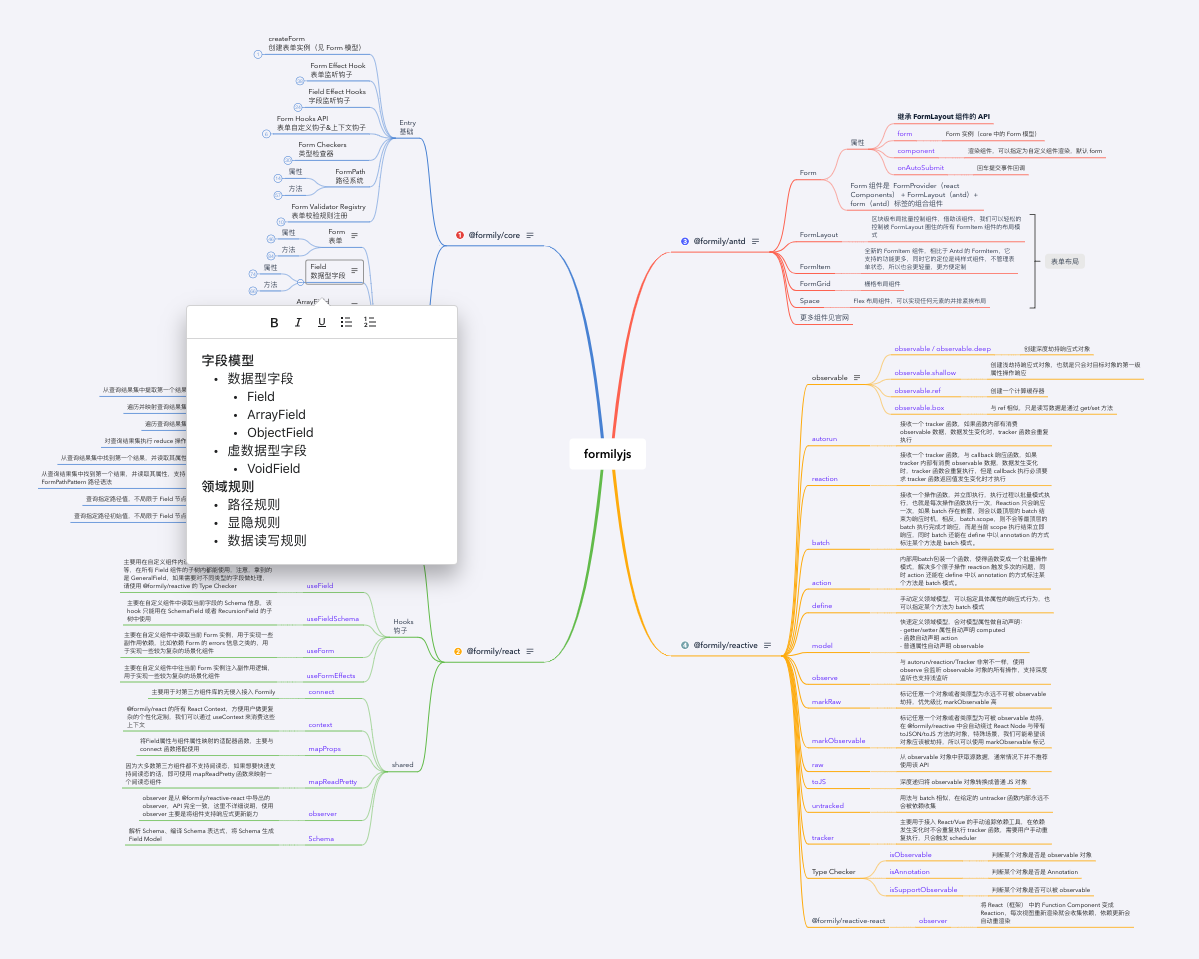 formilyjs
@formily/core
Entry
基础
createForm
创建表单实例（见 Form 模型）
Form Effect Hook
表单监听钩子
Field Effect Hooks
字段监听钩子
Form Hooks API
表单自定义钩子&上下文钩子
Form Checkers
类型检查器
FormPath
路径系统
属性
方法
Form Validator Registry
表单校验规则注册
Form
表单
属性
方法
Field
数据型字段
属性
方法
ArrayField
B I U
字段模型
• 数据型字段
• Field
• ArrayField
• ObjectField
• 虚数据型字段
• VoidField
领域规则
• 路径规则
• 显隐规则
• 数据读写规则
从查询结果集中提取第一个结果
遍历并映射查询结果集
遍历查询结果集
对查询结果集执行 reduce 操作
从查询结果集中找到第一个结果，并读取其属性
从查询结果集中找到第一个结果，并读取其属性，支持
FormPathPattern 路径语法
查询指定路径值，不局限于 Field 节点
查询指定路径初始值，不局限于 Field 节点
@formily/react
Hooks
钩子
主要用在自定义组件内
等，在所有 Field 组件的子树内都能使用，注意，拿到的
是 GeneralField，如果需要对不同类型的字段做处理，
请使用 @formily/reactive 的 Type Checker
useField
主要在自定义组件中读取当前字段的 Schema 信息，该
hook 只能用在 SchemaField 或者 RecursionField 的子
树中使用
useFieldSchema
主要在自定义组件中读取当前 Form 实例，用于实现一些
副作用依赖，比如依赖 Form 的 errors 信息之类的，用
于实现一些较为复杂的场景化组件
useForm
主要在自定义组件中往当前 Form 实例注入副作用逻辑，
用于实现一些较为复杂的场景化组件
useFormEffects
shared
主要用于对第三方组件库的无侵入接入 Formily
connect
@formily/react 的所有 React Context，方便用户做更复
杂的个性化定制，我们可以通过 useContext 来消费这些
上下文
context
将Field属性与组件属性映射的适配器函数，主要与
connect 函数搭配使用
mapProps
因为大多数第三方组件都不支持阅读态，如果想要快速支
持阅读态的话，即可使用 mapReadPretty 函数来映射一
个阅读态组件
mapReadPretty
observer 是从 @formily/reactive-react 中导出的
observer，API 完全一致，这里不详细说明，使用
observer 主要是将组件支持响应式更新能力
observer
解析 Schema、编译 Schema 表达式，将 Schema 生成
Field Model
Schema
@formily/antd
Form
属性
继承 FormLayout 组件的 API
form
Form 实例（core 中的 Form 模型）
component
渲染组件，可以指定为自定义组件渲染，默认 form
onAutoSubmit
回车提交事件回调
Form 组件是 FormProvider（react
Components）+ FormLayout（antd）+
form（antd）标签的组合组件
FormLayout
区块级布局批量控制组件，借助该组件，我们可以轻松的
控制被 FormLayout 圈住的所有 FormItem 组件的布局模
式
FormItem
全新的 FormItem 组件，相比于 Antd 的 FormItem，它
支持的功能更多，同时它的定位是纯样式组件，不管理表
单状态，所以也会更轻量，更方便定制
FormGrid
栅格布局组件
Space
Flex 布局组件，可以实现任何元素的并排紧挨布局
更多组件见官网
表单布局
@formily/reactive
observable
observable / observable.deep
创建深度劫持响应式对象
observable.shallow
创建浅劫持响应式对象，也就是只会对目标对象的第一级
属性操作响应
observable.ref
创建一个计算缓存器
observable.box
与 ref 相似，只是读写数据是通过 get/set 方法
autorun
接收一个 tracker 函数，如果函数内部有消费
observable 数据，数据发生变化时，tracker 函数会重复
执行
reaction
接收一个 tracker 函数，与 callback 响应函数，如果
tracker 内部有消费 observable 数据，数据发生变化
时，tracker 函数会重复执行，但是 callback 执行必须要
求 tracker 函数返回值发生变化时才执行
batch
接收一个操作函数，并立即执行，执行过程以批量模式执
行，也就是每次操作函数执行一次，Reaction 只会响应
一次，如果 batch 存在嵌套，则会以最顶层的 batch 结
束为响应时机，相反，batch.scope，则不会等最顶层的
batch 执行完成才响应，而是当前 scope 执行结束立即
响应，同时 batch 还能在 define 中以 annotation 的方式
标注某个方法是 batch 模式。
action
内部用batch包装一个函数，使得函数变成一个批量操作
模式，解决多个原子操作 reaction 触发多次的问题，同
时 action 还能在 define 中以 annotation 的方式标注某
个方法是 batch 模式。
define
手动定义领域模型，可以指定具体属性的响应式行为，也
可以指定某个方法为 batch 模式
model
快速定义领域模型，会对模型属性做自动声明：
- getter/setter 属性自动声明 computed
- 函数自动声明 action
- 普通属性自动声明 observable
observe
与 autorun/reaction/Tracker 非常不一样，使用
observe 会监听 observable 对象的所有操作，支持深度
监听也支持浅监听
markRaw
标记任意一个对象或者类原型为永远不可被 observable
劫持，优先级比 markObservable 高
markObservable
标记任意一个对象或者类原型为可被 observable 劫持，
在 @formily/reactive 中会自动绕过 React Node 与带有
toJSON/toJS 方法的对象，特殊场景，我们可能希望该
对象应该被劫持，所以可以使用 markObservable 标记
raw
从 observable 对象中获取源数据，通常情况下并不推荐
使用该 API
toJS
深度递归将 observable 对象转换成普通 JS 对象
untracked
用法与 batch 相似，在给定的 untracker 函数内部永远不
会被依赖收集
tracker
主要用于接入 React/Vue 的手动追踪依赖工具，在依赖
发生变化时不会重复执行 tracker 函数，需要用户手动重
复执行，只会触发 scheduler
Type Checker
isObservable
判断某个对象是否是 observable 对象
isAnnotation
判断某个对象是否是 Annotation
isSupportObservable
判断某个对象是否可以被 observable
@formily/reactive-react
observer
将 React（框架） 中的 Function Component 变成
Reaction，每次视图重新渲染就会收集依赖，依赖更新会
自动重渲染